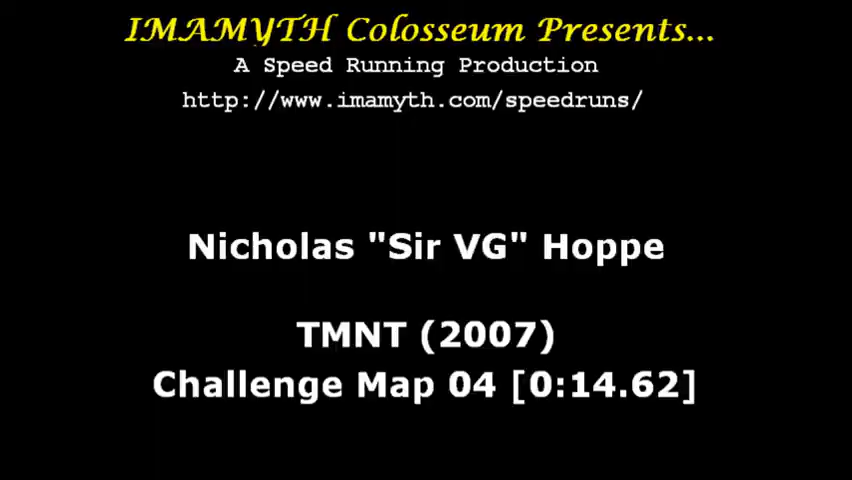 IMAMYTH Colosseum Presents...
A Speed Running Production
http://www.imamyth.com/speedruns/
Nicholas "Sir VG" Hoppe
TMNT (2007)
Challenge Map 04 [0:14.62]